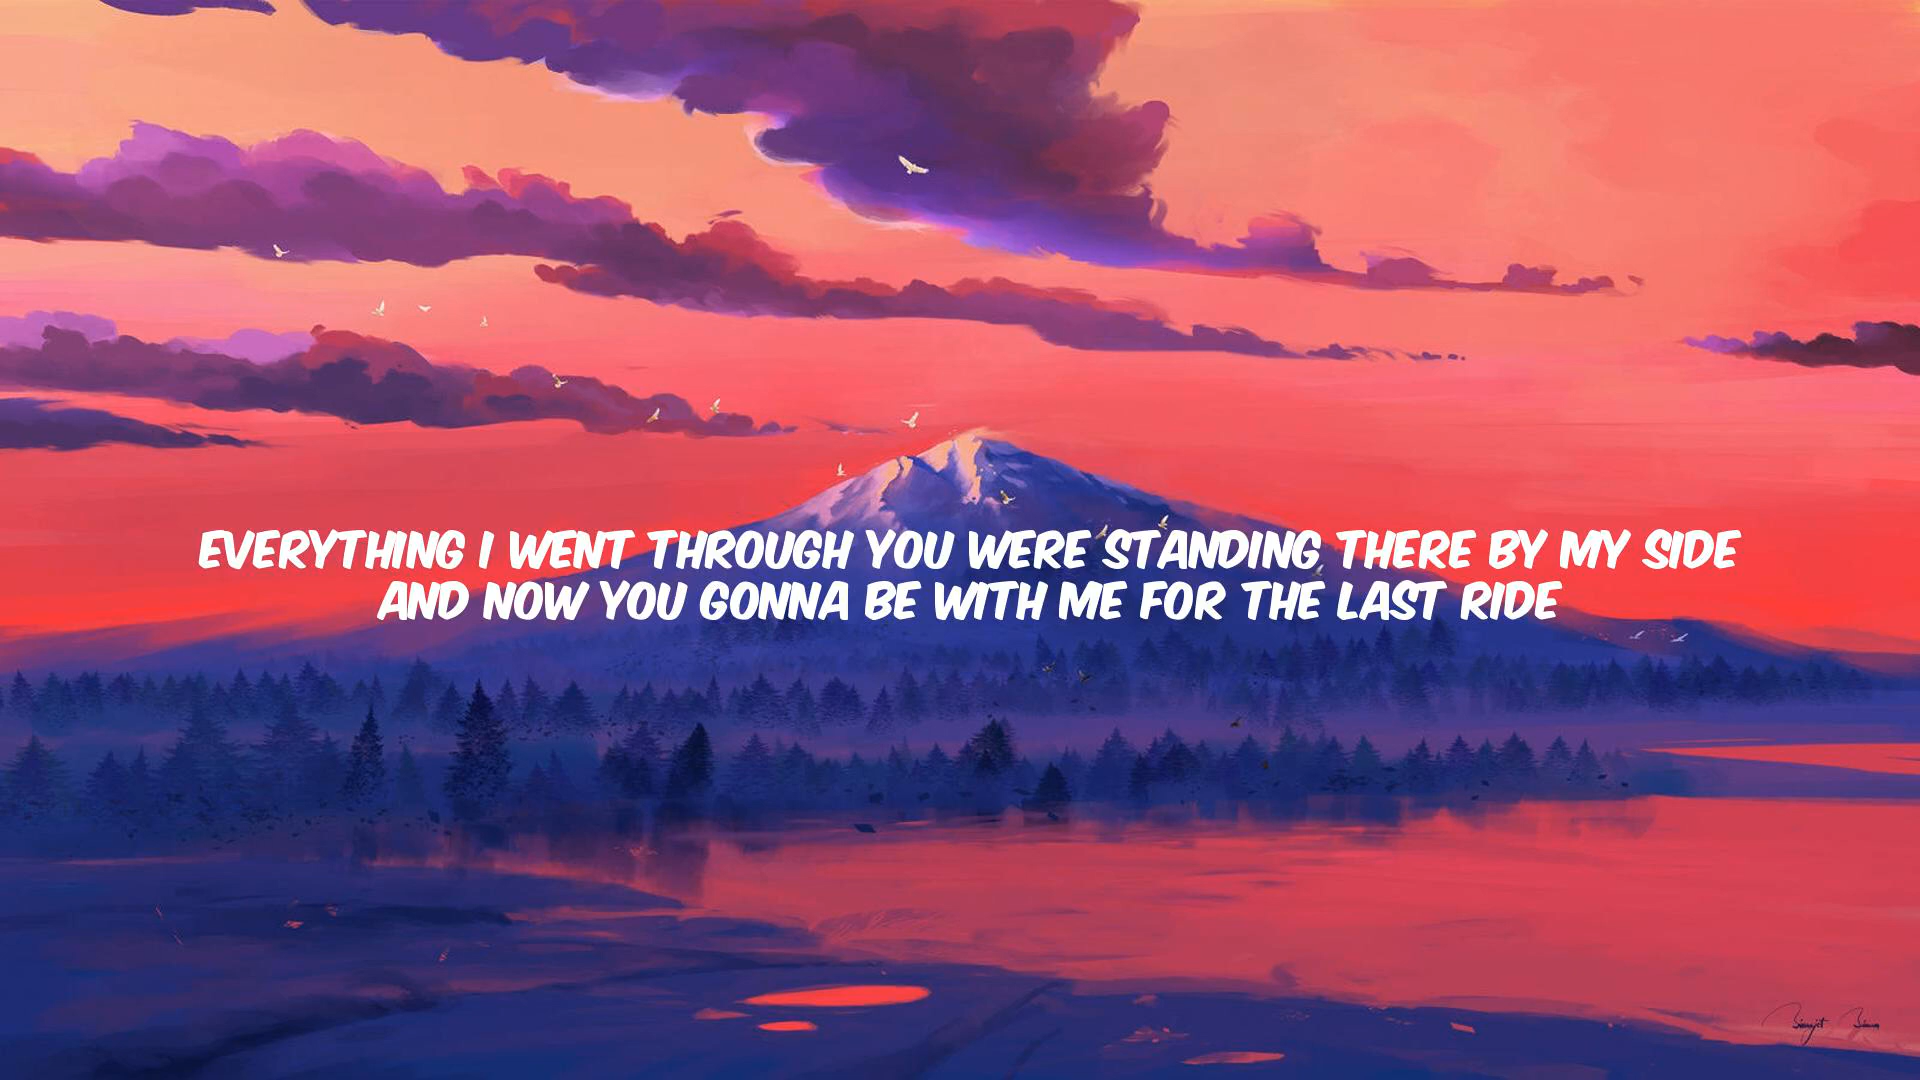 EVERYTHING I WENT THROUGH YOU WERE STANDING THERE BY MY SIDE
AND NOW YOU GONNA BE WITH ME FOR THE LAST RIDE